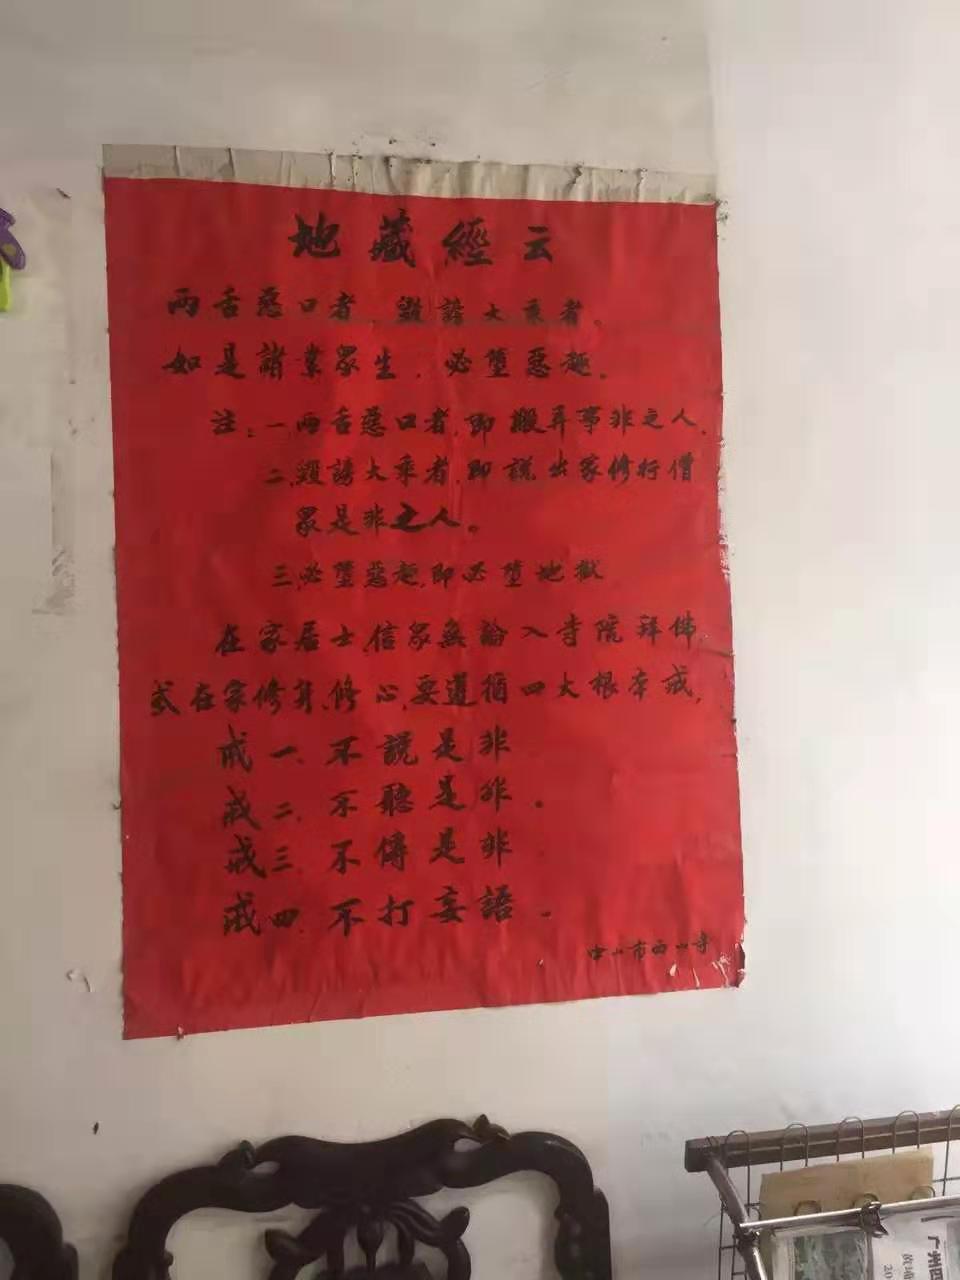 地藏經云
兩舌惡口者 毀謗大乘者。
如是諸業眾生，必墮惡趣。
注：一、兩舌惡口者，即搬弄事非之人，
二、毀謗大乘者，即說出家修行僧
眾是非之人。
三、必墮惡趣，即必墮地獄
在家居士、信眾無論入寺院拜佛，
或在家修身、修心，要遵循四大根本戒，
戒一、不說是非
戒二、不聽是非。
戒三、不傳是非
戒四、不打妄語。
中山市西山寺
广州
20